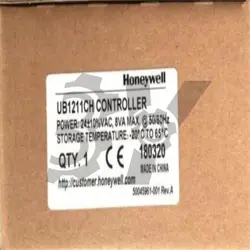 Honeywell
UB1211CH CONTROLLER
POWER: 24±10%VAC, 8VA MAX. @ 50/60Hz
STORAGE TEMPERATURE: -20℃ TO 65℃
QTY. 1 CE 180320
http://customer.honeywell.com MADE IN CHINA
50045961-001 Rev.A